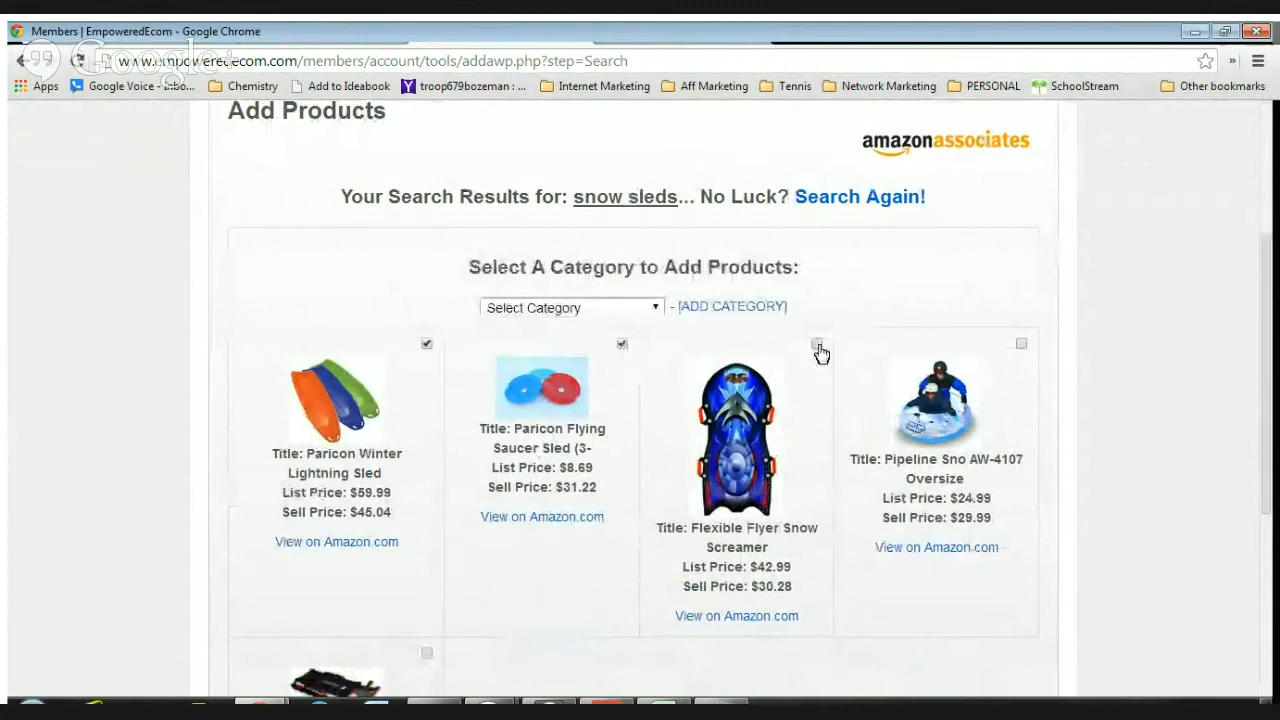 Members | EmpoweredEcom - Google Chrome
Google+
www.empoweredecom.com/members/account/tools/addawp.php?step=Search
Apps Google Voice - Inbo... Chemistry Add to Ideabook troop679bozeman : ... Internet Marketing Aff Marketing Tennis Network Marketing PERSONAL SchoolStream Other bookmarks
Add Products
amazonassociates
Your Search Results for: snow sleds... No Luck? Search Again!
Select A Category to Add Products:
Select Category - [ADD CATEGORY]
Title: Paricon Winter
Lightning Sled
List Price: $59.99
Sell Price: $45.04
View on Amazon.com
Title: Paricon Flying
Saucer Sled (3-
List Price: $8.69
Sell Price: $31.22
View on Amazon.com
Title: Flexible Flyer Snow
Screamer
List Price: $42.99
Sell Price: $30.28
View on Amazon.com
Title: Pipeline Sno AW-4107
Oversize
List Price: $24.99
Sell Price: $29.99
View on Amazon.com